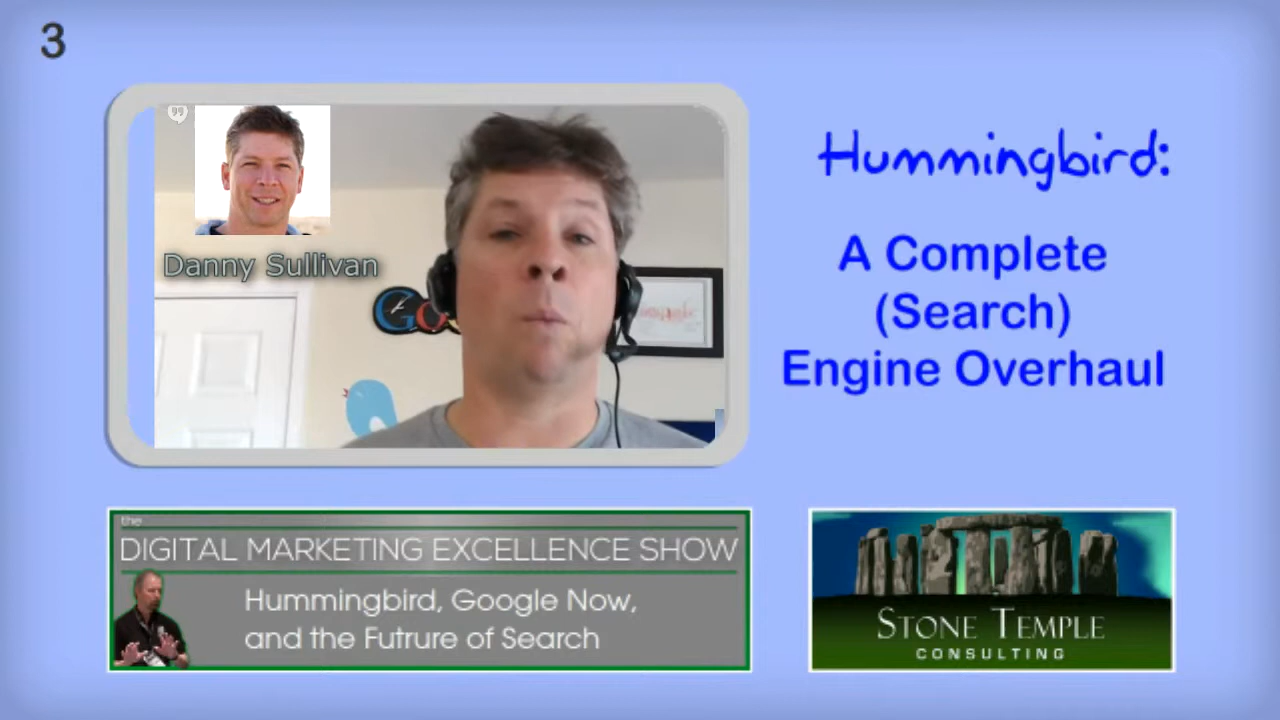 3
Danny Sullivan
Goo
Hummingbird:
A Complete
(Search)
Engine Overhaul
the
DIGITAL MARKETING EXCELLENCE SHOW
Hummingbird, Google Now,
and the Futrure of Search
STONE TEMPLE
CONSULTING